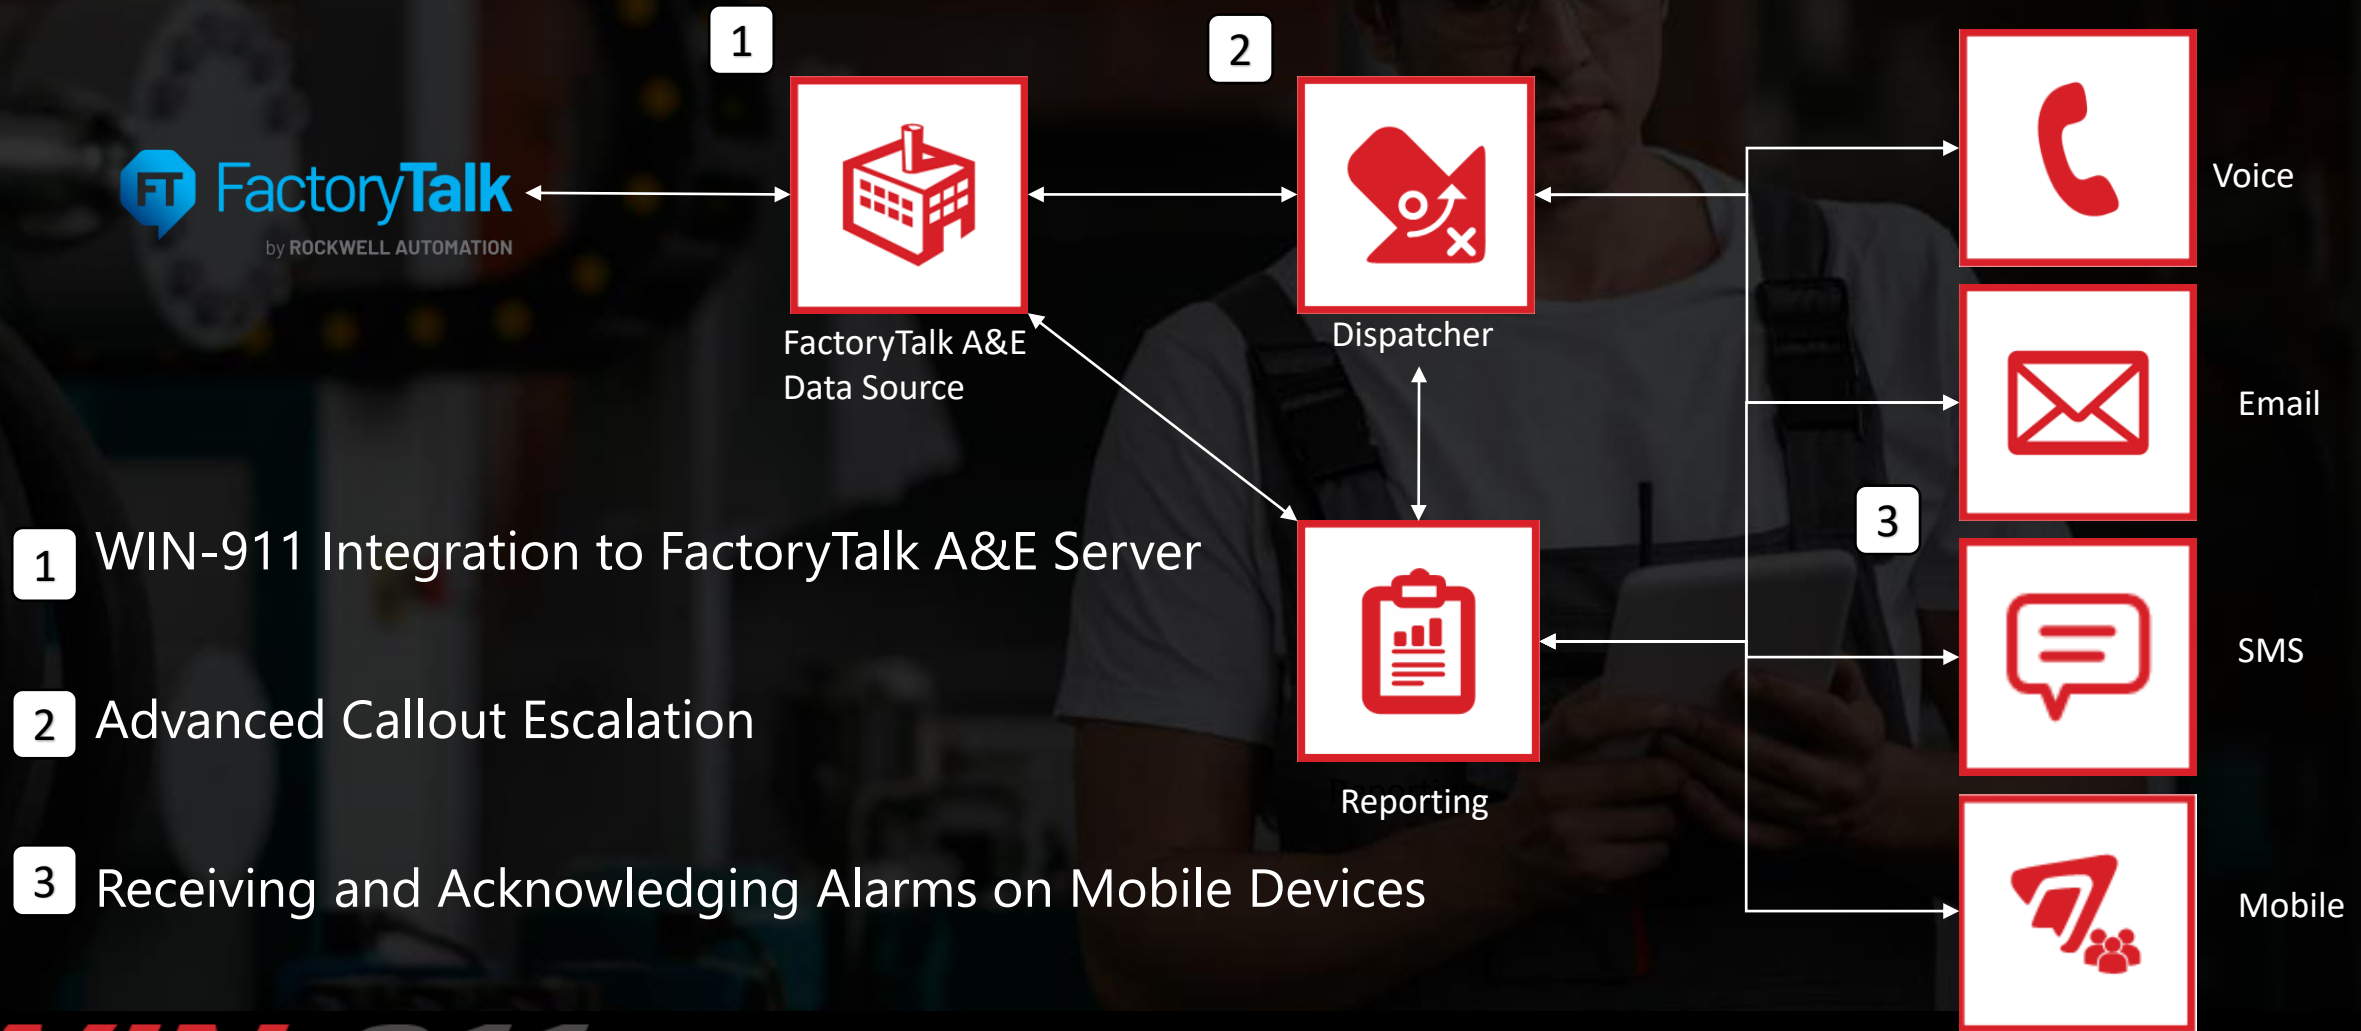 1
2
FT FactoryTalk
by ROCKWELL AUTOMATION
FactoryTalk A&E
Data Source
Dispatcher
Voice
Email
3
SMS
Reporting
Mobile
1 WIN-911 Integration to FactoryTalk A&E Server
2 Advanced Callout Escalation
3 Receiving and Acknowledging Alarms on Mobile Devices